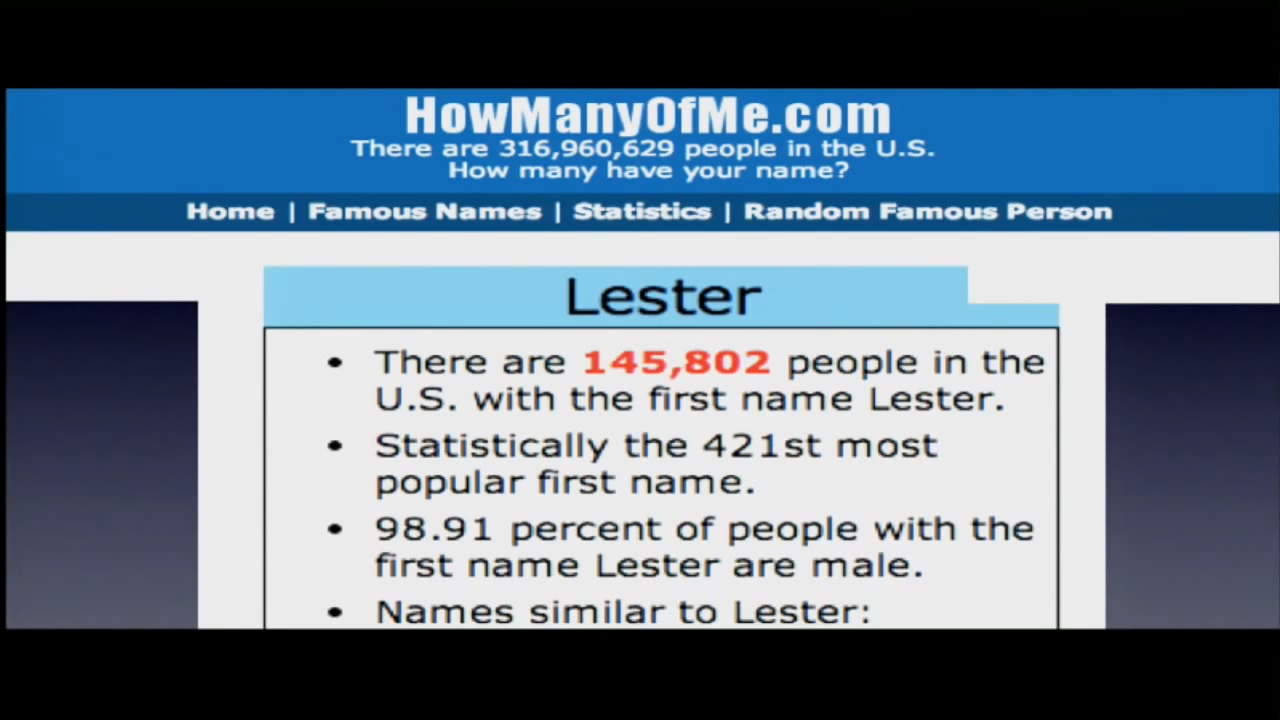 HowManyOfMe.com
There are 316,960,629 people in the U.S.
How many have your name?
Home | Famous Names | Statistics | Random Famous Person
Lester
• There are 145,802 people in the
U.S. with the first name Lester.
• Statistically the 421st most
popular first name.
• 98.91 percent of people with the
first name Lester are male.
• Names similar to Lester: